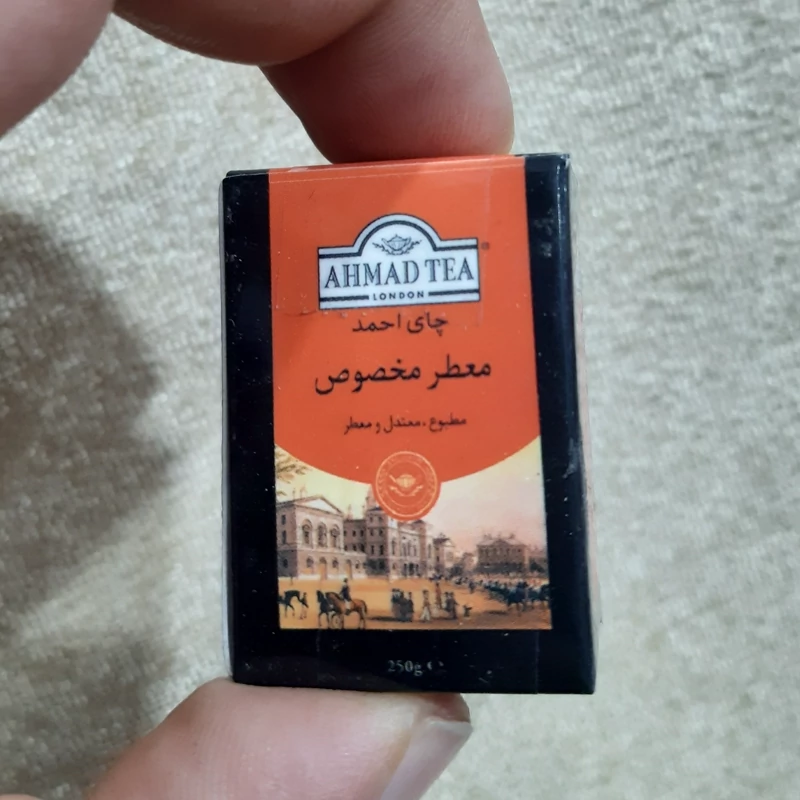 AHMAD TEA
LONDON
چای احمد
معطر مخصوص
مطبوع، معتدل و معطر
250g e